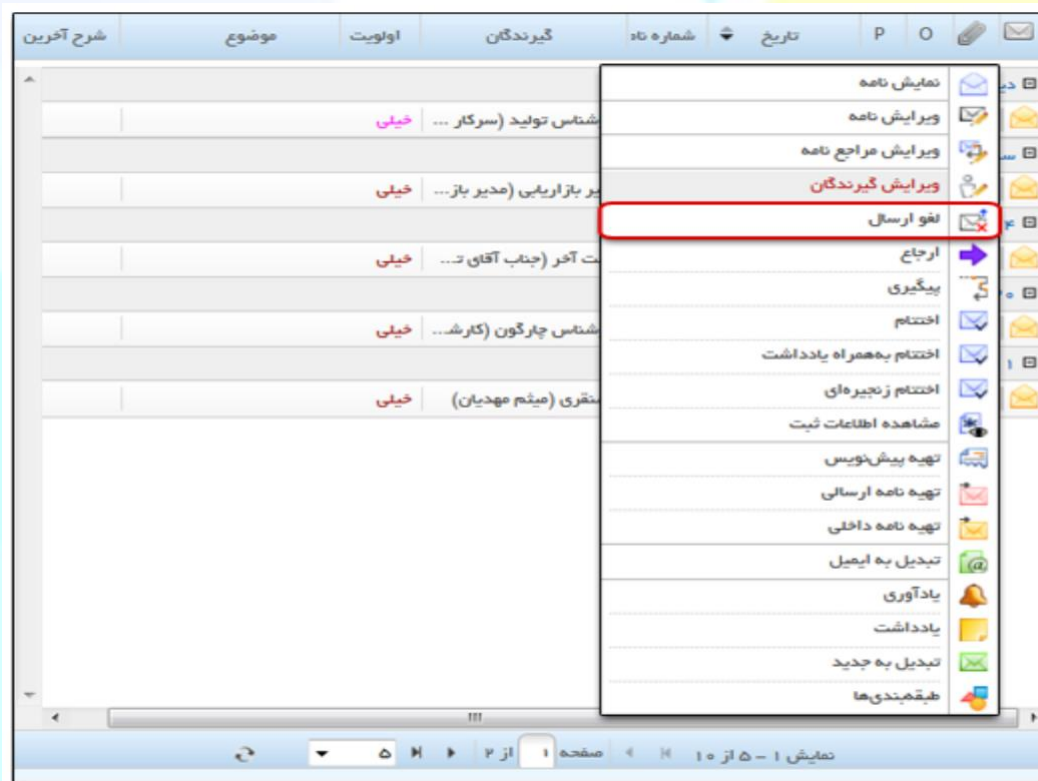 O P تاریخ شماره نام گیرندگان اولویت موضوع شرح آخرین
نمایش نامه
ویرایش نامه
شناس تولید (سرکار ... خیلی
ویرایش مراجع نامه
ویرایش گیرندگان
یر بازاریابی (مدیر باز... خیلی
لغو ارسال
۴
ارجاع
ت آخر (جناب آقای ت... خیلی
پیگیری
اختتام
شناس چارگون (کارشـ... خیلی
اختتام به‌همراه یادداشت
۱
اختتام زنجیره‌ای
نقری (میثم مهدیان) خیلی
مشاهده اطلاعات ثبت
تهیه پیش‌نویس
تهیه نامه ارسالی
تهیه نامه داخلی
تبدیل به ایمیل
یادآوری
یادداشت
تبدیل به جدید
طبقه‌بندی‌ها
نمایش ۱ - ۵ از ۱۰ صفحه ۱ از ۲ ۵